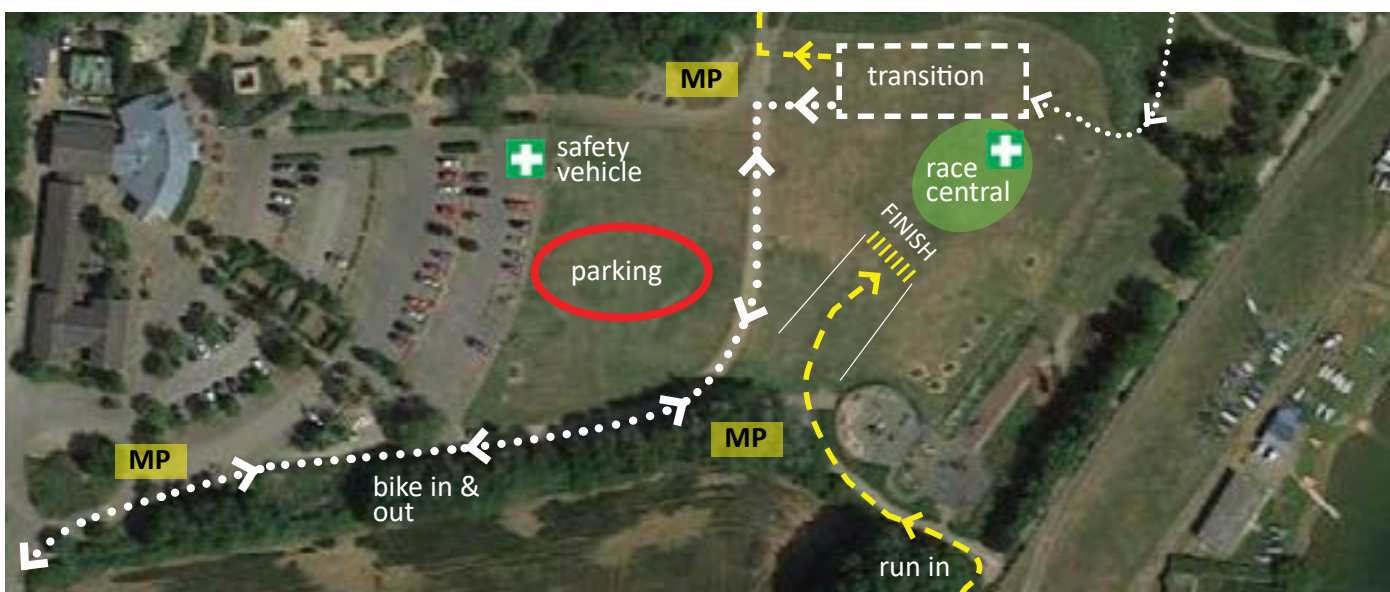 MP
transition
safety
vehicle
race
central
FINISH
parking
MP
MP
bike in &
out
run in